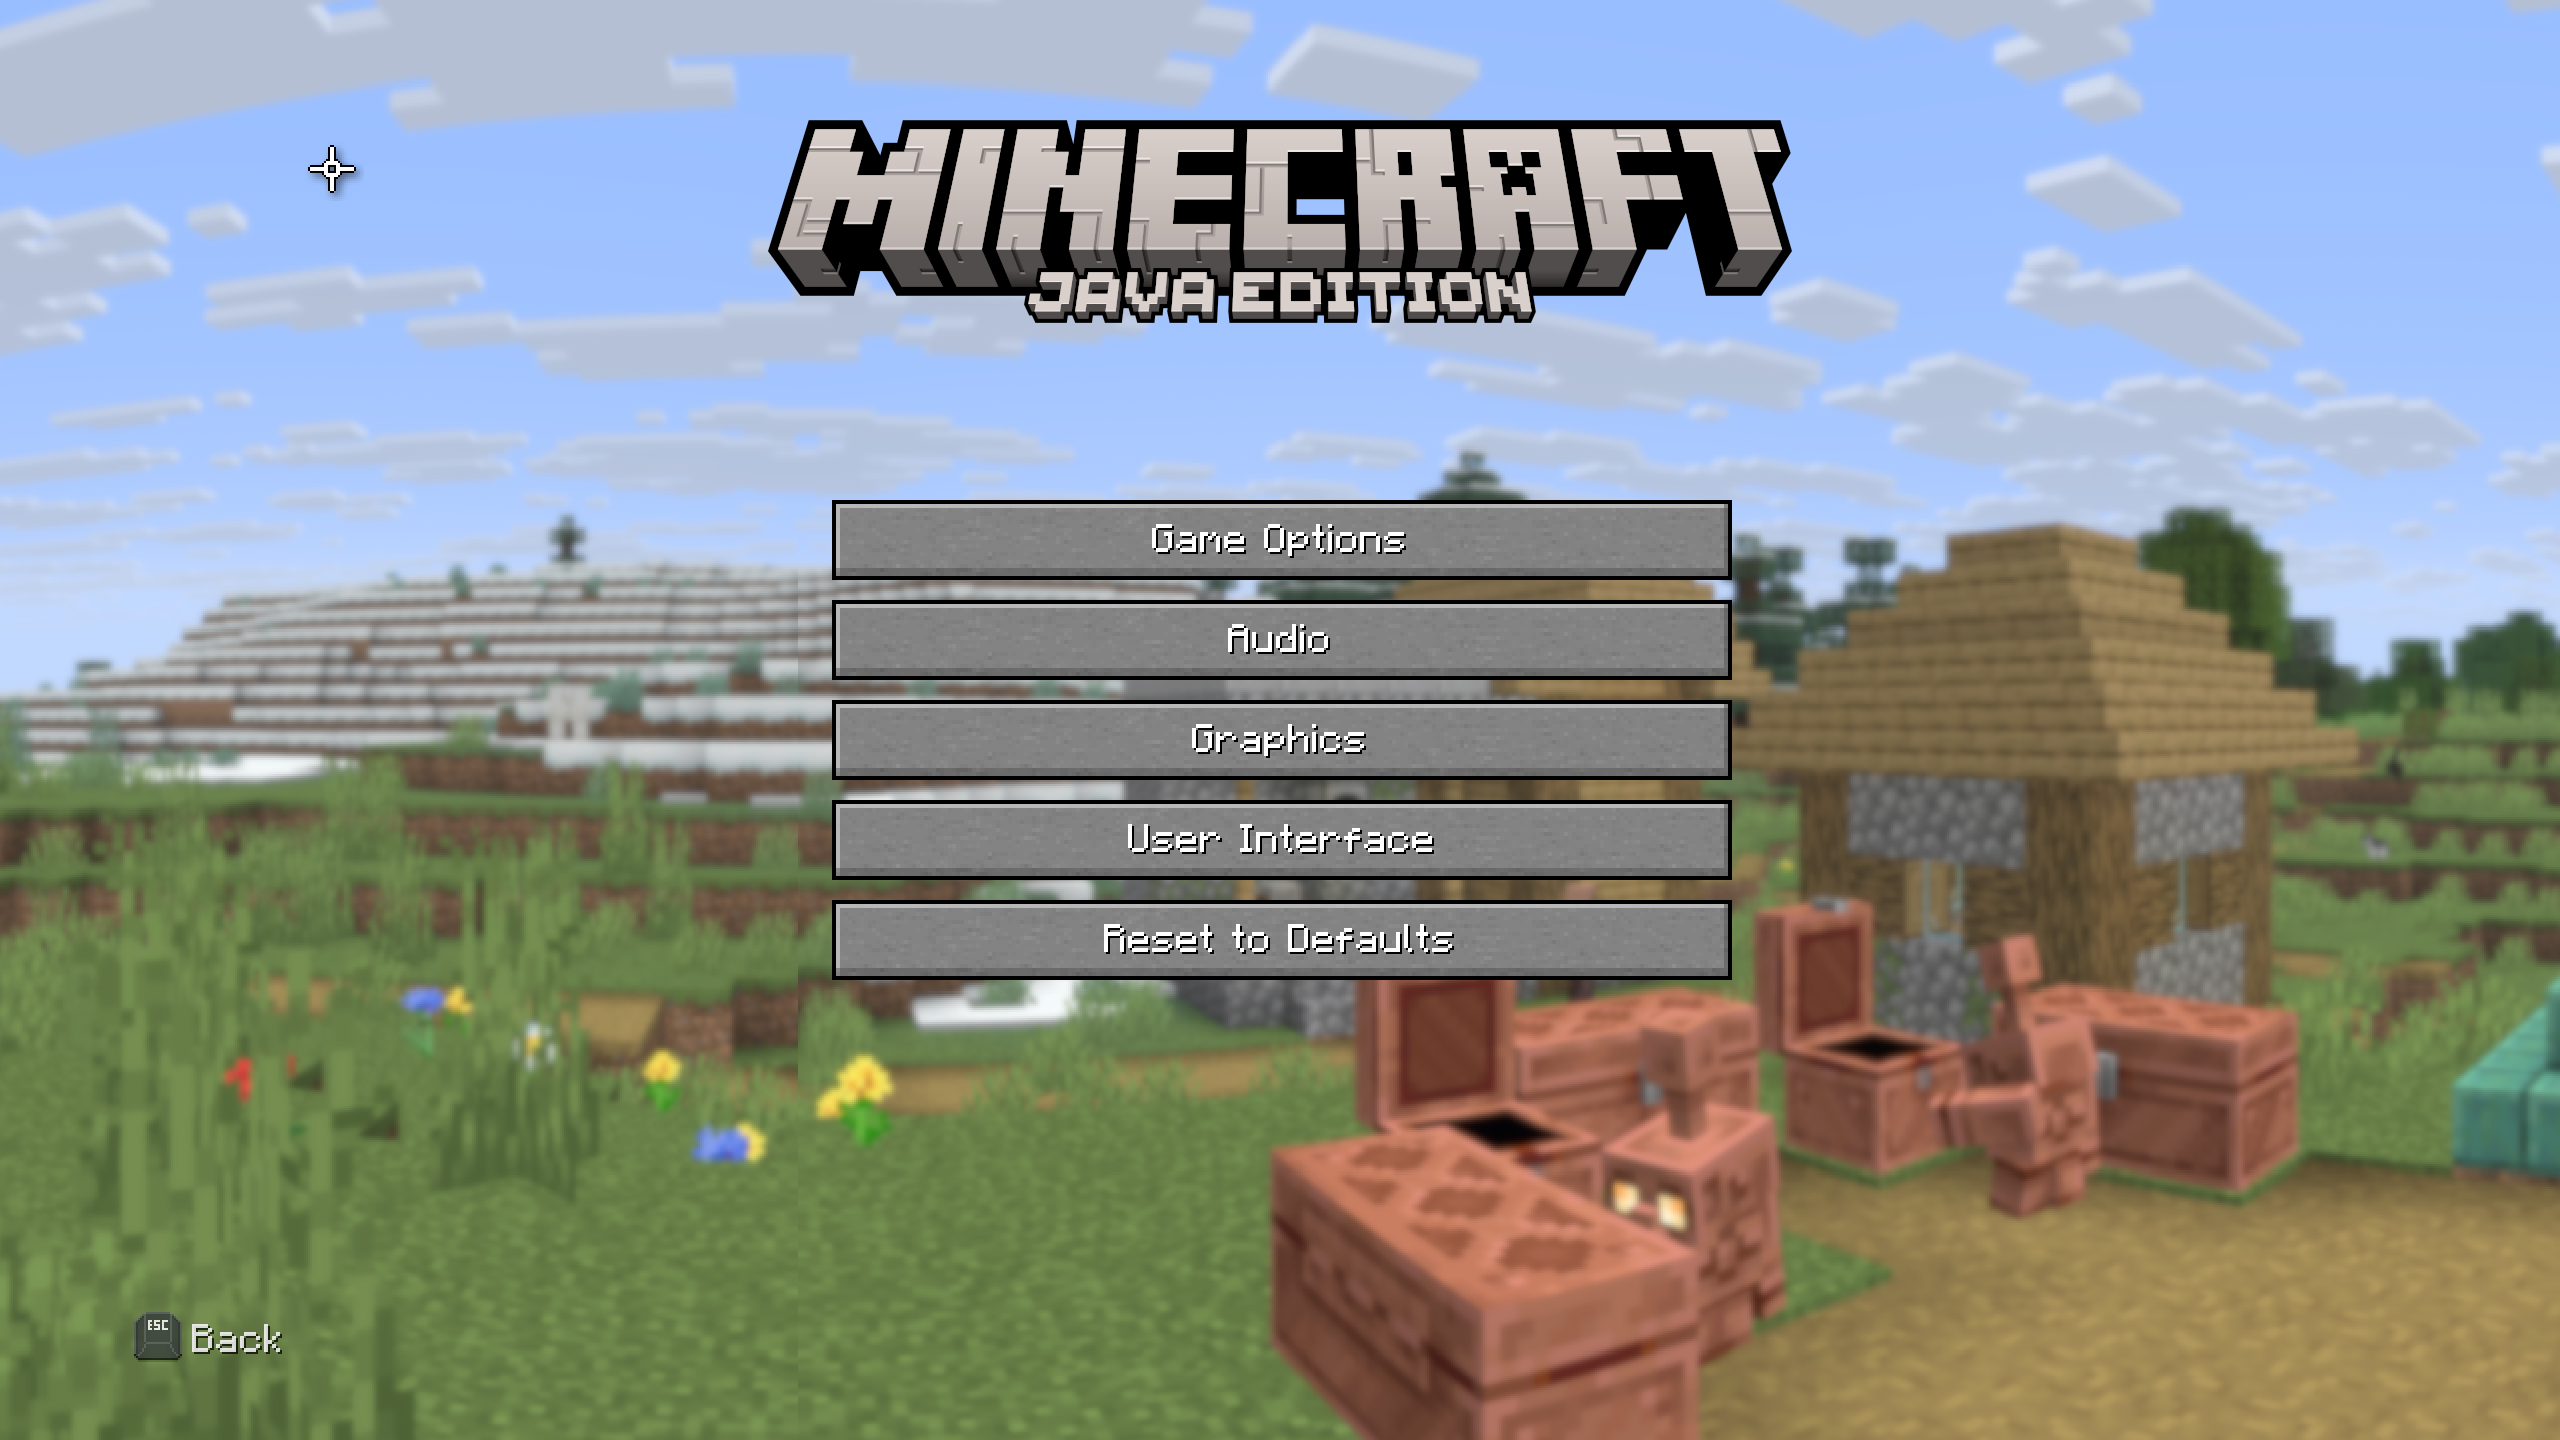 MINECRAFT
JAVA EDITION
Game Options
Audio
Graphics
User Interface
Reset to Defaults
ESC Back